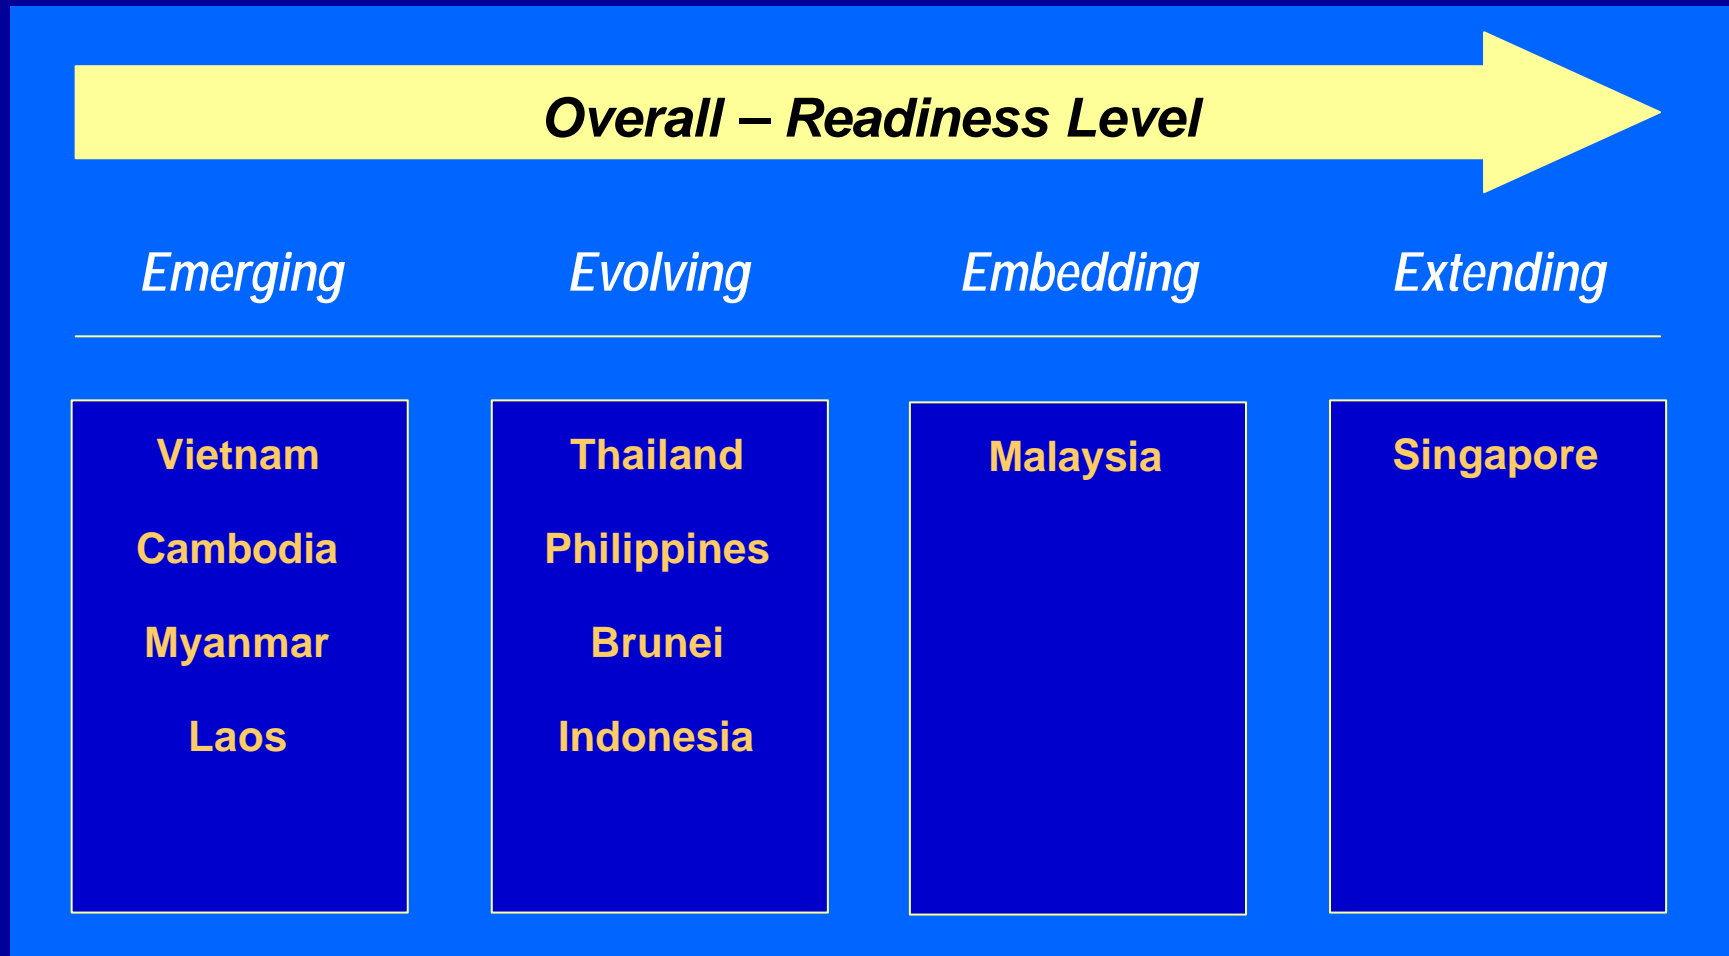 Overall – Readiness Level
Emerging
Evolving
Embedding
Extending
Vietnam
Cambodia
Myanmar
Laos
Thailand
Philippines
Brunei
Indonesia
Malaysia
Singapore